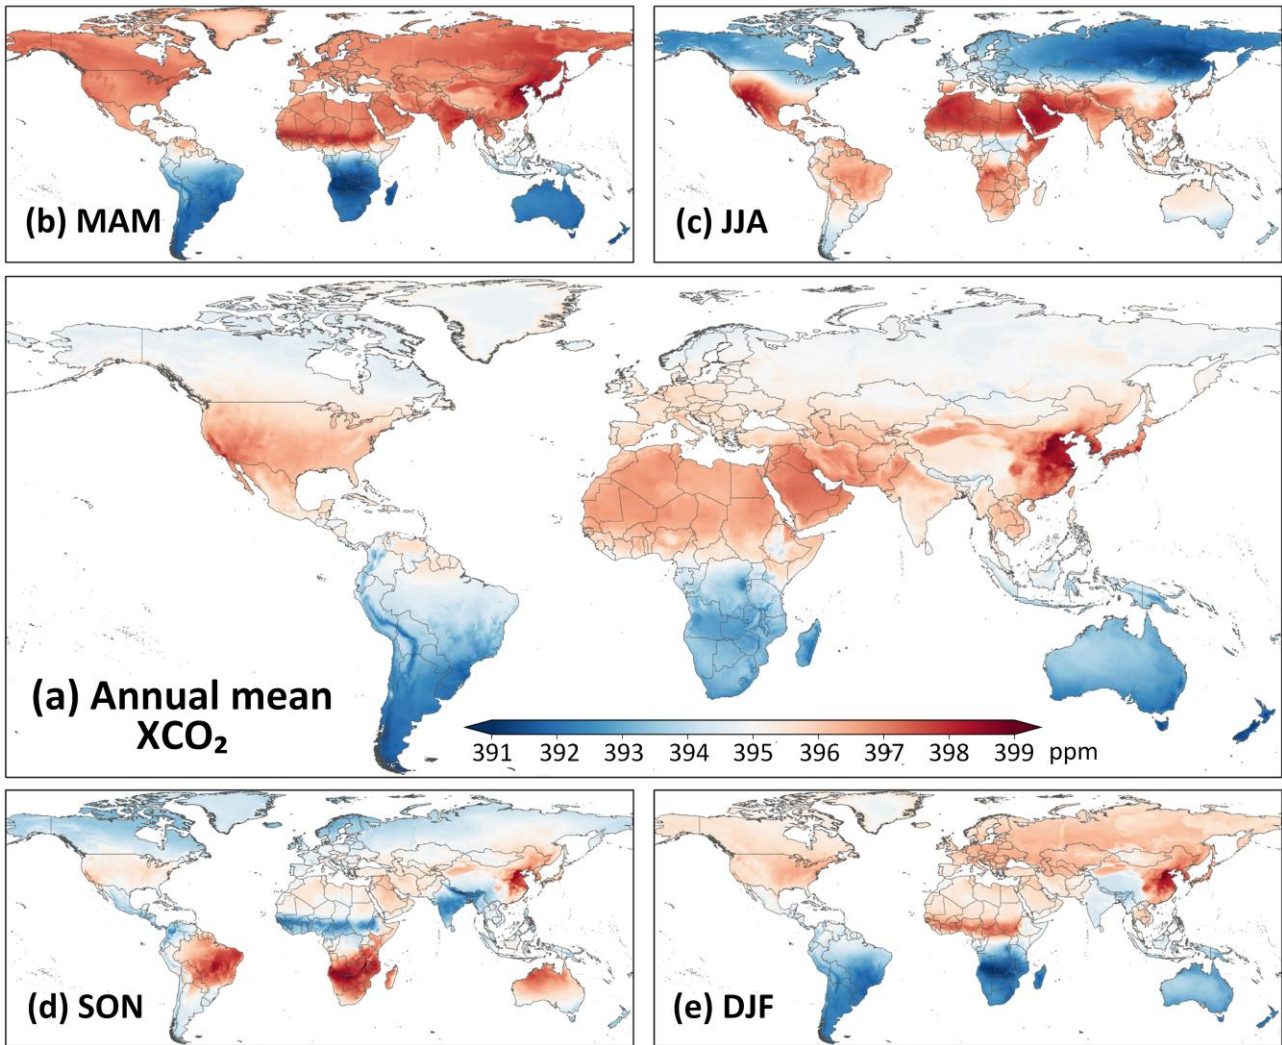 (b) MAM
(c) JJA
(a) Annual mean
XCO₂
391 392 393 394 395 396 397 398 399 ppm
(d) SON
(e) DJF